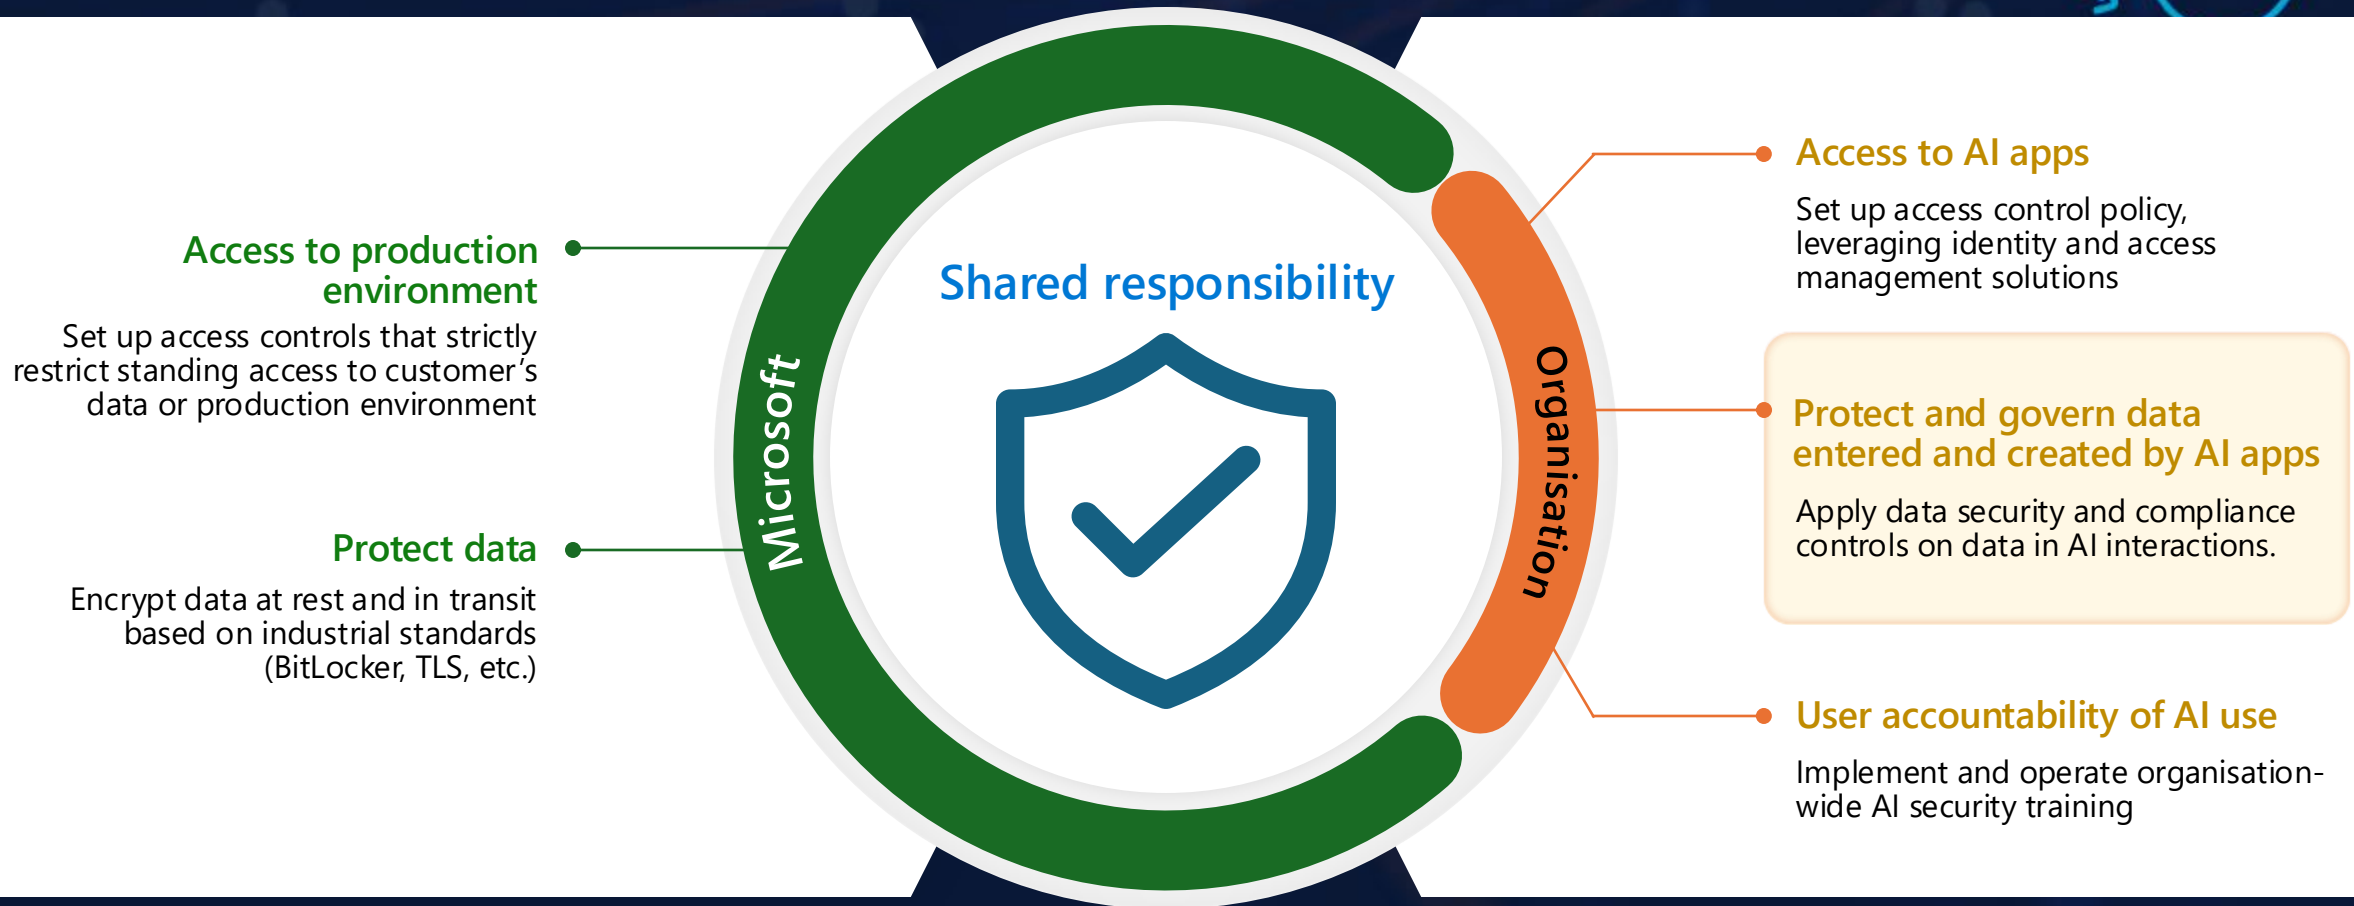 Access to production
environment
Set up access controls that strictly
restrict standing access to customer’s
data or production environment
Protect data
Encrypt data at rest and in transit
based on industrial standards
(BitLocker, TLS, etc.)
Microsoft
Shared responsibility
Organisation
Access to AI apps
Set up access control policy,
leveraging identity and access
management solutions
Protect and govern data
entered and created by AI apps
Apply data security and compliance
controls on data in AI interactions.
User accountability of AI use
Implement and operate organisation-
wide AI security training